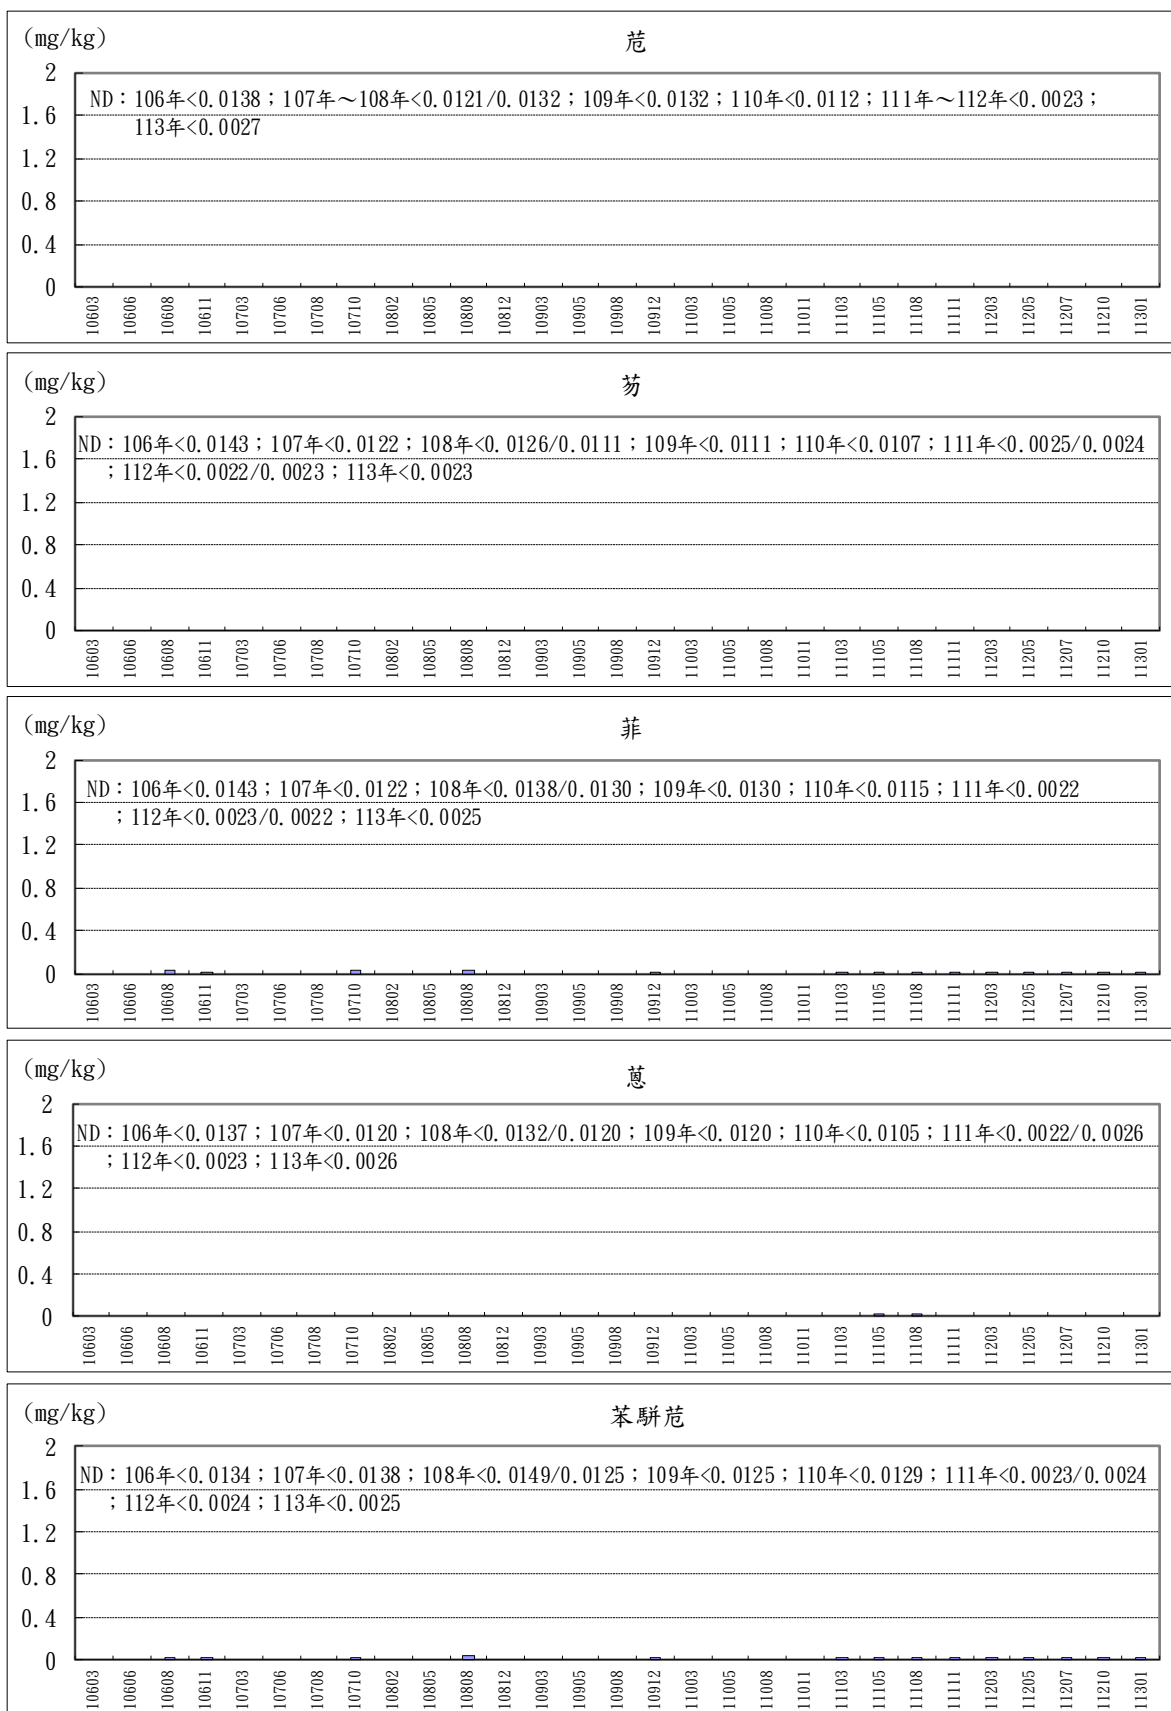 (mg/kg)
苊
2
ND：106年<0.0138；107年～108年<0.0121/0.0132；109年<0.0132；110年<0.0112；111年～112年<0.0023；
1.6
113年<0.0027
1.2
0.8
0.4
0
10603 10606 10608 10611 10703 10706 10708 10710 10802 10805 10808 10812 10903 10905 10908 10912 11003 11005 11008 11011 11103 11105 11108 11111 11203 11205 11207 11210 11301
(mg/kg)
芴
2
ND：106年<0.0143；107年<0.0122；108年<0.0126/0.0111；109年<0.0111；110年<0.0107；111年<0.0025/0.0024
1.6
；112年<0.0022/0.0023；113年<0.0023
1.2
0.8
0.4
0
10603 10606 10608 10611 10703 10706 10708 10710 10802 10805 10808 10812 10903 10905 10908 10912 11003 11005 11008 11011 11103 11105 11108 11111 11203 11205 11207 11210 11301
(mg/kg)
菲
2
ND：106年<0.0143；107年<0.0122；108年<0.0138/0.0130；109年<0.0130；110年<0.0115；111年<0.0022
1.6
；112年<0.0023/0.0022；113年<0.0025
1.2
0.8
0.4
0
10603 10606 10608 10611 10703 10706 10708 10710 10802 10805 10808 10812 10903 10905 10908 10912 11003 11005 11008 11011 11103 11105 11108 11111 11203 11205 11207 11210 11301
(mg/kg)
蒽
2
ND：106年<0.0137；107年<0.0120；108年<0.0132/0.0120；109年<0.0120；110年<0.0105；111年<0.0022/0.0026
1.6
；112年<0.0023；113年<0.0026
1.2
0.8
0.4
0
10603 10606 10608 10611 10703 10706 10708 10710 10802 10805 10808 10812 10903 10905 10908 10912 11003 11005 11008 11011 11103 11105 11108 11111 11203 11205 11207 11210 11301
(mg/kg)
苯駢苊
2
ND：106年<0.0134；107年<0.0138；108年<0.0149/0.0125；109年<0.0125；110年<0.0129；111年<0.0023/0.0024
1.6
；112年<0.0024；113年<0.0025
1.2
0.8
0.4
0
10603 10606 10608 10611 10703 10706 10708 10710 10802 10805 10808 10812 10903 10905 10908 10912 11003 11005 11008 11011 11103 11105 11108 11111 11203 11205 11207 11210 11301